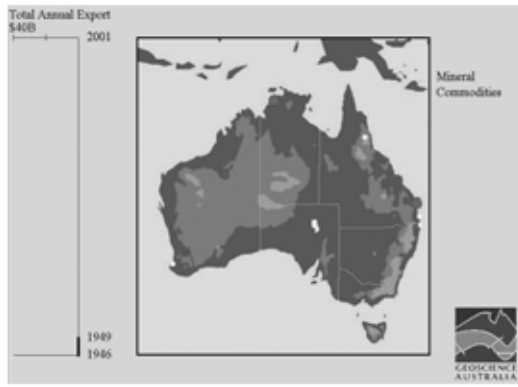 Total Annual Export
$40B
2001
Mineral
Commodities
1949
1946
GEOSCIENCE
AUSTRALIA